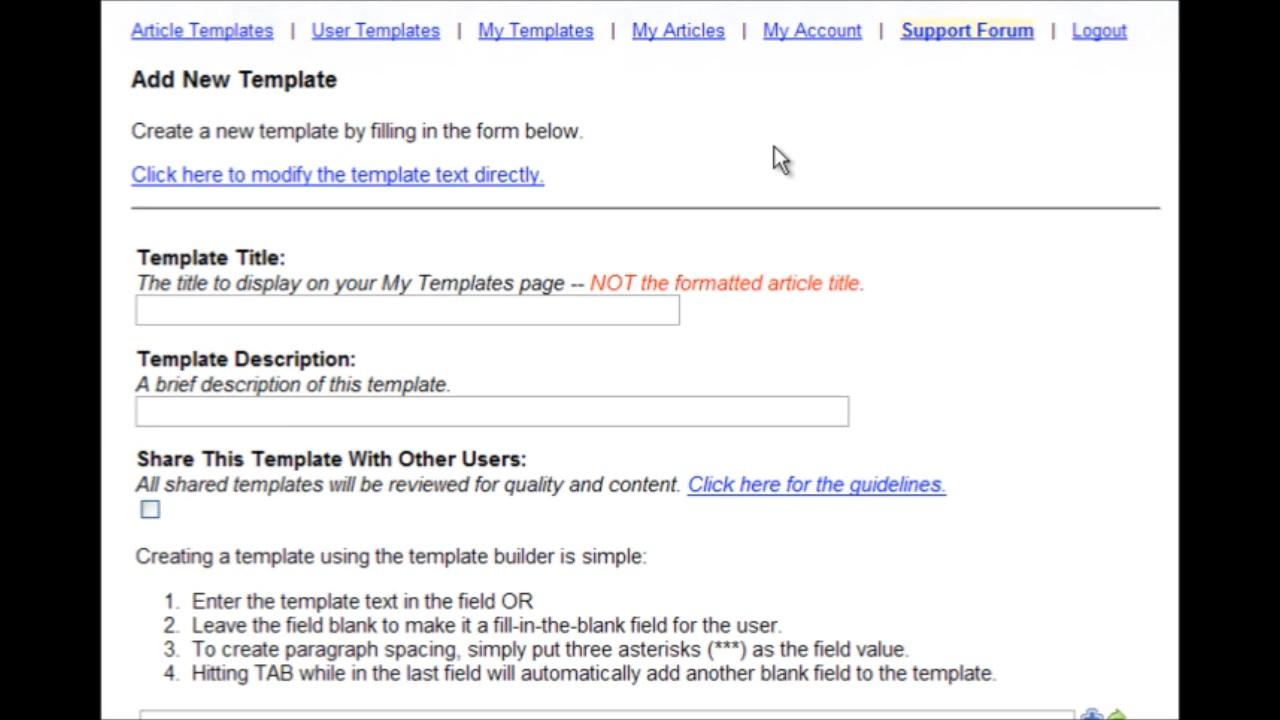 Article Templates | User Templates | My Templates | My Articles | My Account | Support Forum | Logout
Add New Template
Create a new template by filling in the form below.
Click here to modify the template text directly.
Template Title:
The title to display on your My Templates page -- NOT the formatted article title.
Template Description:
A brief description of this template.
Share This Template With Other Users:
All shared templates will be reviewed for quality and content. Click here for the guidelines.
Creating a template using the template builder is simple:
1. Enter the template text in the field OR
2. Leave the field blank to make it a fill-in-the-blank field for the user.
3. To create paragraph spacing, simply put three asterisks (***) as the field value.
4. Hitting TAB while in the last field will automatically add another blank field to the template.